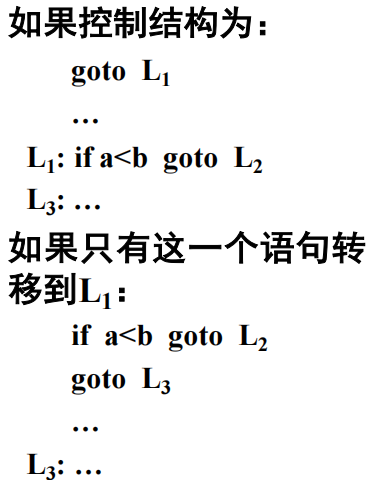 如果控制结构为：
goto L₁
…
L₁: if a<b goto L₂
L₃: …
如果只有这一个语句转
移到L₁：
if a<b goto L₂
goto L₃
…
L₃: …